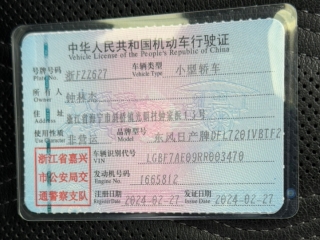 中华人民共和国机动车行驶证
Vehicle License of the People's Republic of China
号牌号码 浙FZZ627 车辆类型 小型轿车
Plate No. Vehicle Type
所有人 钟林杰
Owner
住址
Address
使用性质 非营运 品牌型号 东风日产牌DFL7201VBTF2
Use Character Model
浙江省嘉兴 车辆识别代号 LGBF7AE09RR003470
VIN
市公安局交 发动机号码 166581Z
Engine No.
通警察支队 注册日期 2024-02-27 发证日期 2024-02-27
Register Date Issue Date